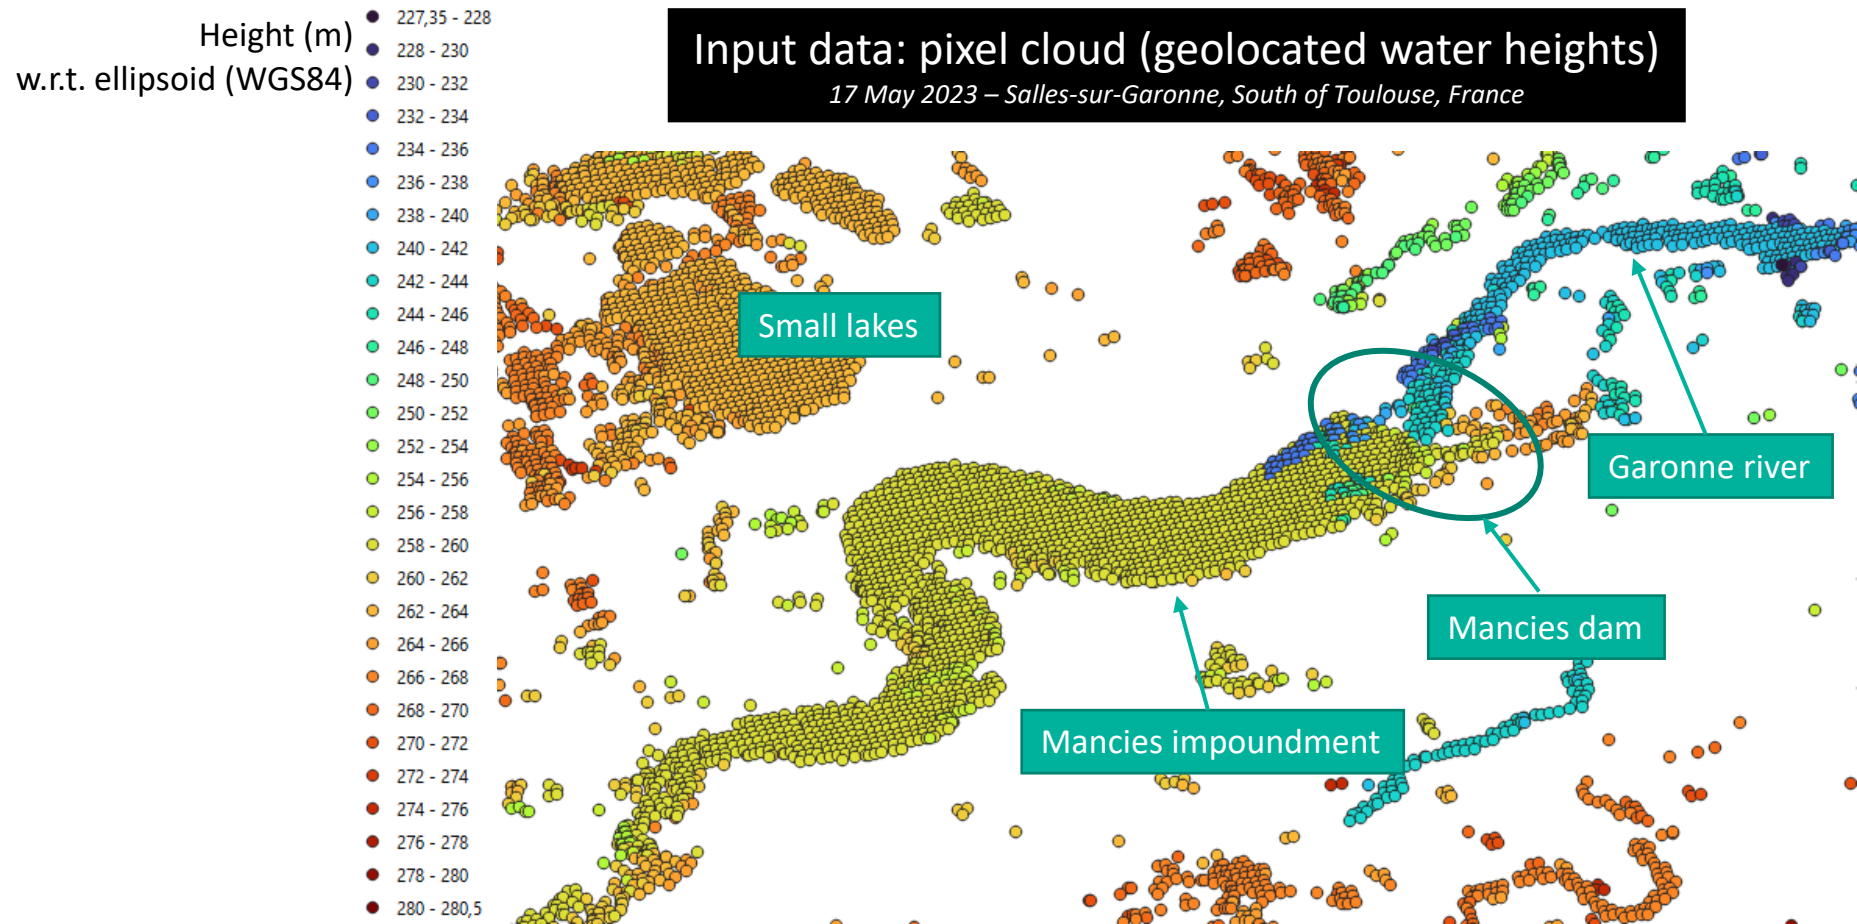 Height (m)
w.r.t. ellipsoid (WGS84)
227,35 - 228
228 - 230
230 - 232
232 - 234
234 - 236
236 - 238
238 - 240
240 - 242
242 - 244
244 - 246
246 - 248
248 - 250
250 - 252
252 - 254
254 - 256
256 - 258
258 - 260
260 - 262
262 - 264
264 - 266
266 - 268
268 - 270
270 - 272
272 - 274
274 - 276
276 - 278
278 - 280
280 - 280,5
Input data: pixel cloud (geolocated water heights)
17 May 2023 – Salles-sur-Garonne, South of Toulouse, France
Small lakes
Garonne river
Mancies dam
Mancies impoundment